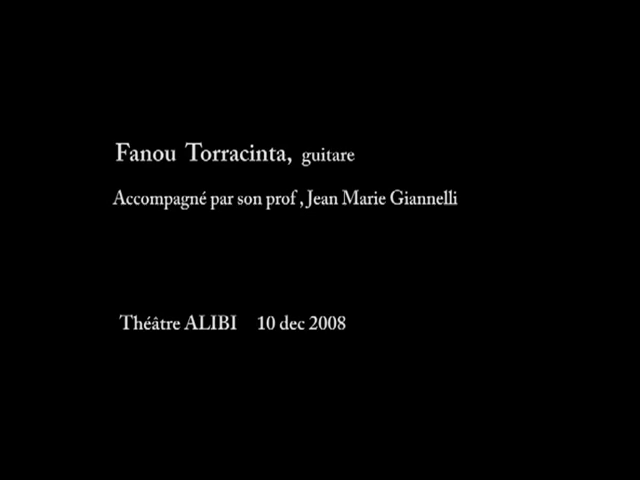 Fanou Torracinta, guitare
Accompagné par son prof , Jean Marie Giannelli
Théâtre ALIBI 10 dec 2008